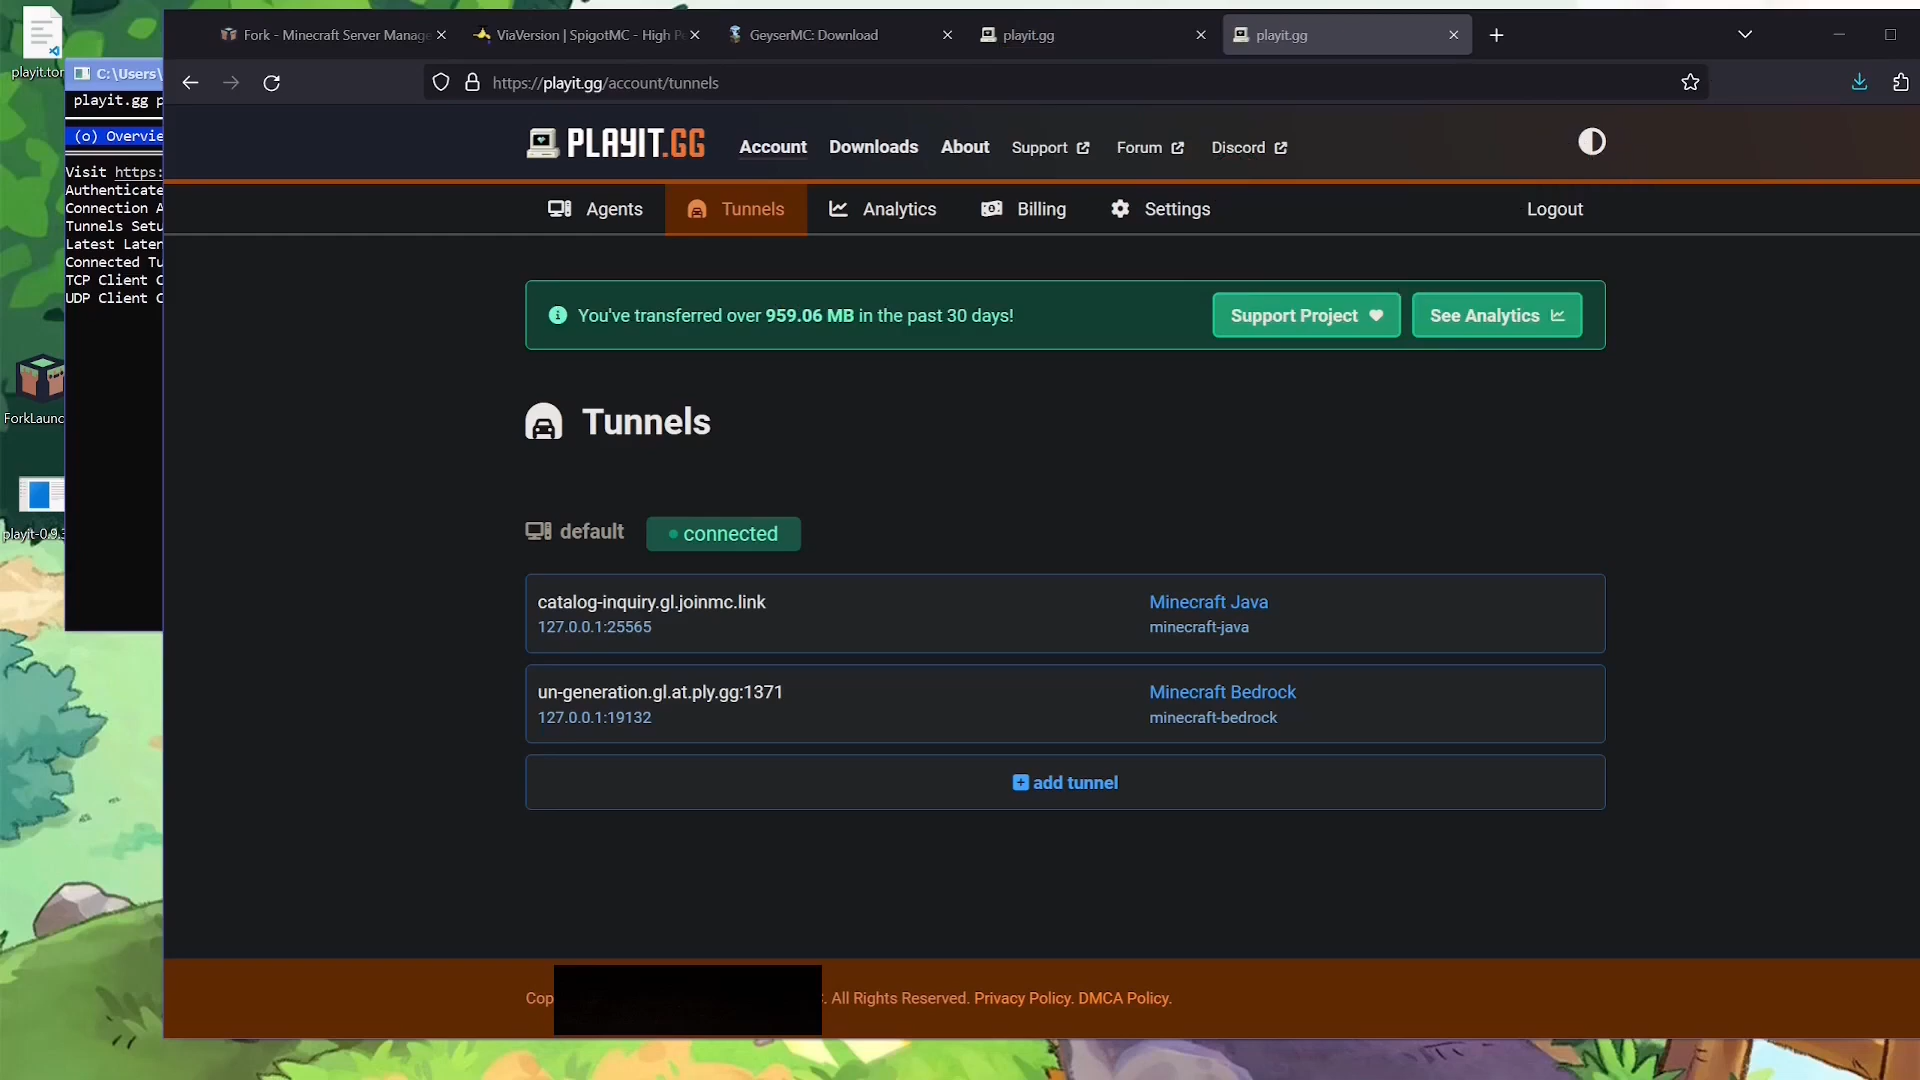 playit.tor
C:\Users\
playit.gg p
(o) Overvie
Visit https:
Authenticate
Connection A
Tunnels Setu
Latest Laten
Connected Tu
TCP Client C
UDP Client C
ForkLaunc
playit-0.9.3
Fork - Minecraft Server Manage
ViaVersion | SpigotMC - High P
GeyserMC: Download
playit.gg
playit.gg
https://playit.gg/account/tunnels
PLAYIT.GG
Account
Downloads
About
Support
Forum
Discord
Agents
Tunnels
Analytics
Billing
Settings
Logout
You've transferred over 959.06 MB in the past 30 days!
Support Project
See Analytics
Tunnels
default
connected
catalog-inquiry.gl.joinmc.link
Minecraft Java
127.0.0.1:25565
minecraft-java
un-generation.gl.at.ply.gg:1371
Minecraft Bedrock
127.0.0.1:19132
minecraft-bedrock
add tunnel
Cop
. All Rights Reserved. Privacy Policy. DMCA Policy.